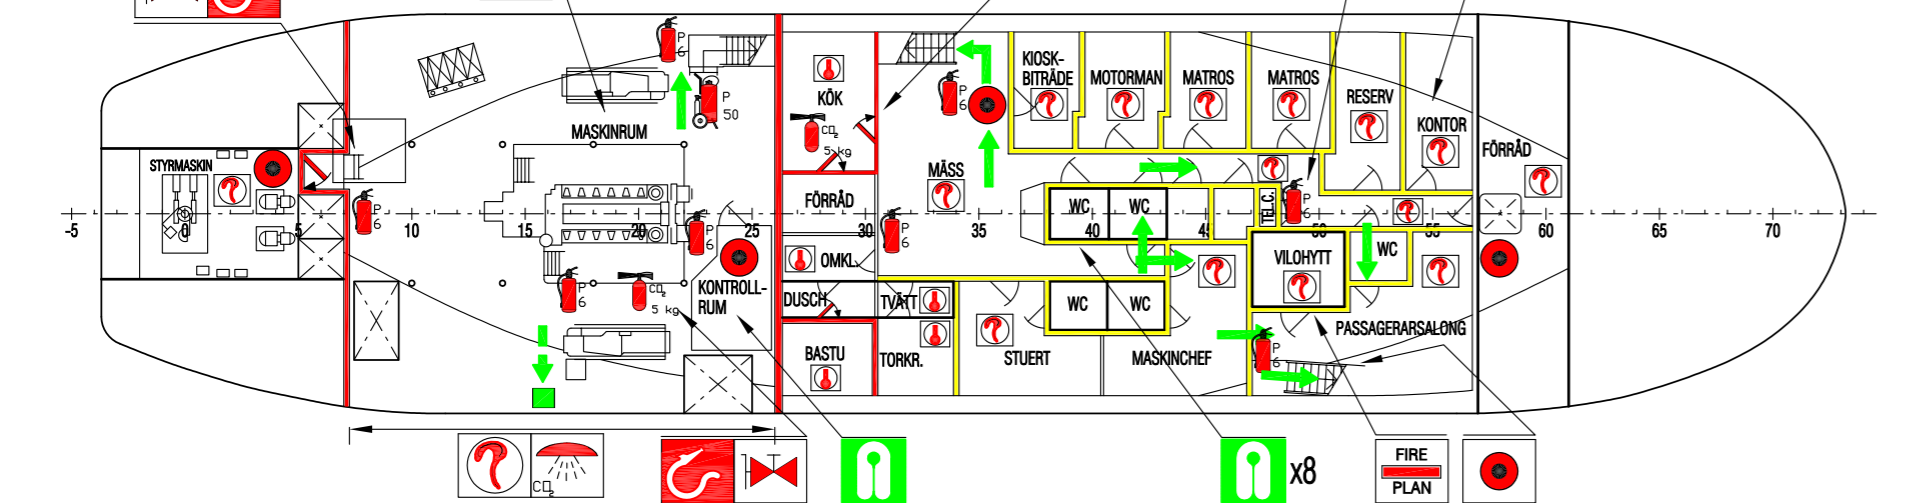 P
6
P
50
KÖK
CO2
5 kg
P
6
KIOSK-
BITRÄDE
MOTORMAN
MATROS
MATROS
RESERV
KONTOR
FÖRRÅD
MASKINRUM
STYRMASKIN
MÄSS
FÖRRÅD
WC
WC
TEL.C.
P
6
P
6
P
6
P
6
-5
0
5
10
15
20
25
30
35
40
45
50
55
60
65
70
OMKL.
VILOHYTT
WC
KONTROLL-
RUM
P
6
CO2
5 kg
DUSCH
TVÄTT
WC
WC
BASTU
TORKR.
STUERT
MASKINCHEF
P
6
PASSAGERARSALONG
CO2
X8
FIRE
PLAN